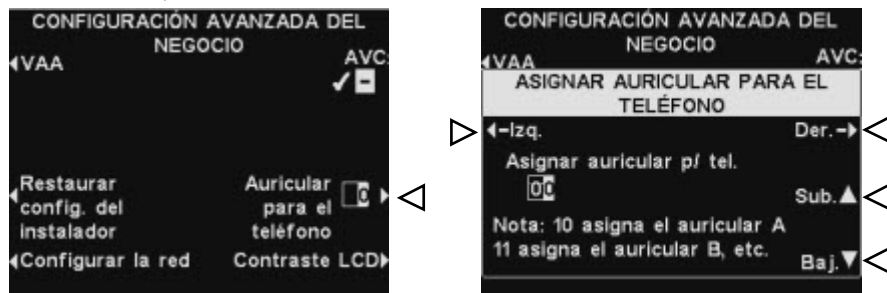 CONFIGURACIÓN AVANZADA DEL
NEGOCIO
VAA
AVC:
✓ -
Restaurar
config. del
instalador
Auricular
para el
teléfono
0
Configurar la red
Contraste LCD
CONFIGURACIÓN AVANZADA DEL
NEGOCIO
VAA
AVC:
ASIGNAR AURICULAR PARA EL
TELÉFONO
-Izq.
Der.-
Asignar auricular p/ tel.
00
Sub.
Nota: 10 asigna el auricular A
11 asigna el auricular B, etc.
Baj.